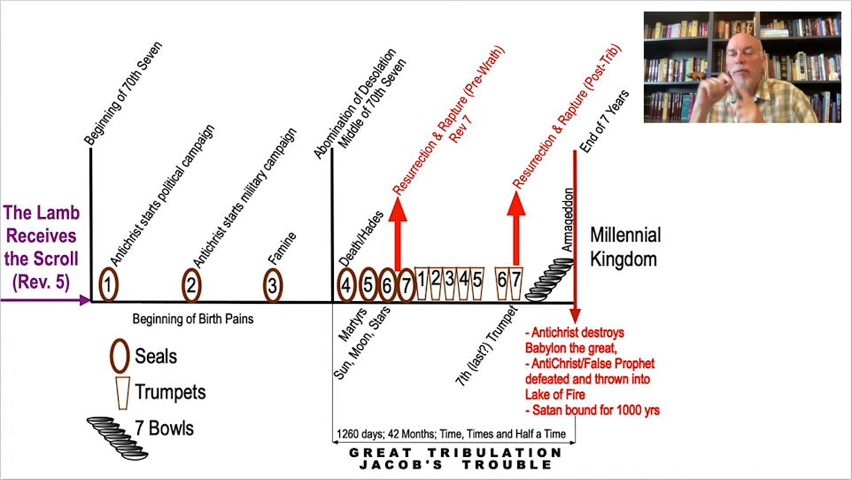 Beginning of 70th Seven
Antichrist starts political campaign
Antichrist starts military campaign
Famine
Abomination of Desolation
Middle of 70th Seven
Death/Hades
Resurrection & Rapture (Pre-Wrath)
Rev 7
Resurrection & Rapture (Post-Trib)
Armageddon
End of 7 Years
The Lamb
Receives
the Scroll
(Rev. 5)
Millennial
Kingdom
1
2
3
4
5
6
7
1
2
3
4
5
6
7
Beginning of Birth Pains
Martyrs
Sun, Moon, Stars
7th (last?) Trumpet
Seals
Trumpets
7 Bowls
- Antichrist destroys
Babylon the great,
- AntiChrist/False Prophet
defeated and thrown into
Lake of Fire
- Satan bound for 1000 yrs
1260 days; 42 Months; Time, Times and Half a Time
GREAT TRIBULATION
JACOB'S TROUBLE